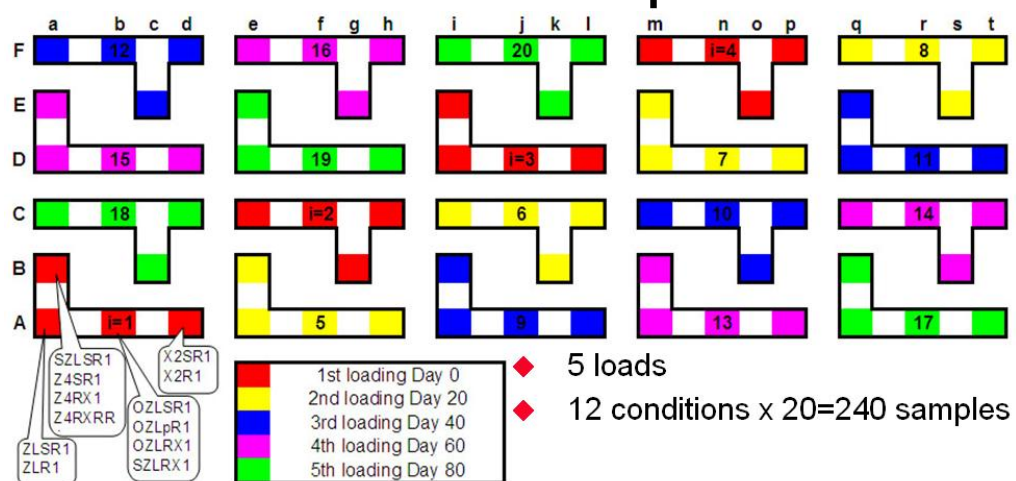 a b c d e f g h i j k l m n o p q r s t
F 12 16 20 i=4 8
E
D 15 19 i=3 7 11
C 18 i=2 6 10 14
B
A i=1 5 9 13 17
SZLSR1
Z4SR1
Z4RX1
Z4RXRR
ZLSR1
ZLR1
OZLSR1
OZLpR1
OZLRX1
SZLRX1
X2SR1
X2R1
1st loading Day 0
2nd loading Day 20
3rd loading Day 40
4th loading Day 60
5th loading Day 80
◆ 5 loads
◆ 12 conditions x 20=240 samples